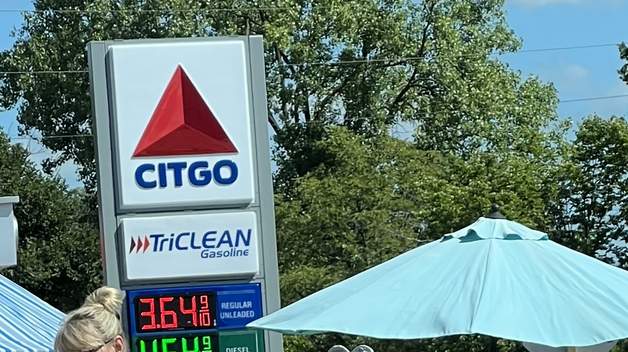 CITGO
TriCLEAN
Gasoline
3.64 9/10
REGULAR
UNLEADED
DIESEL